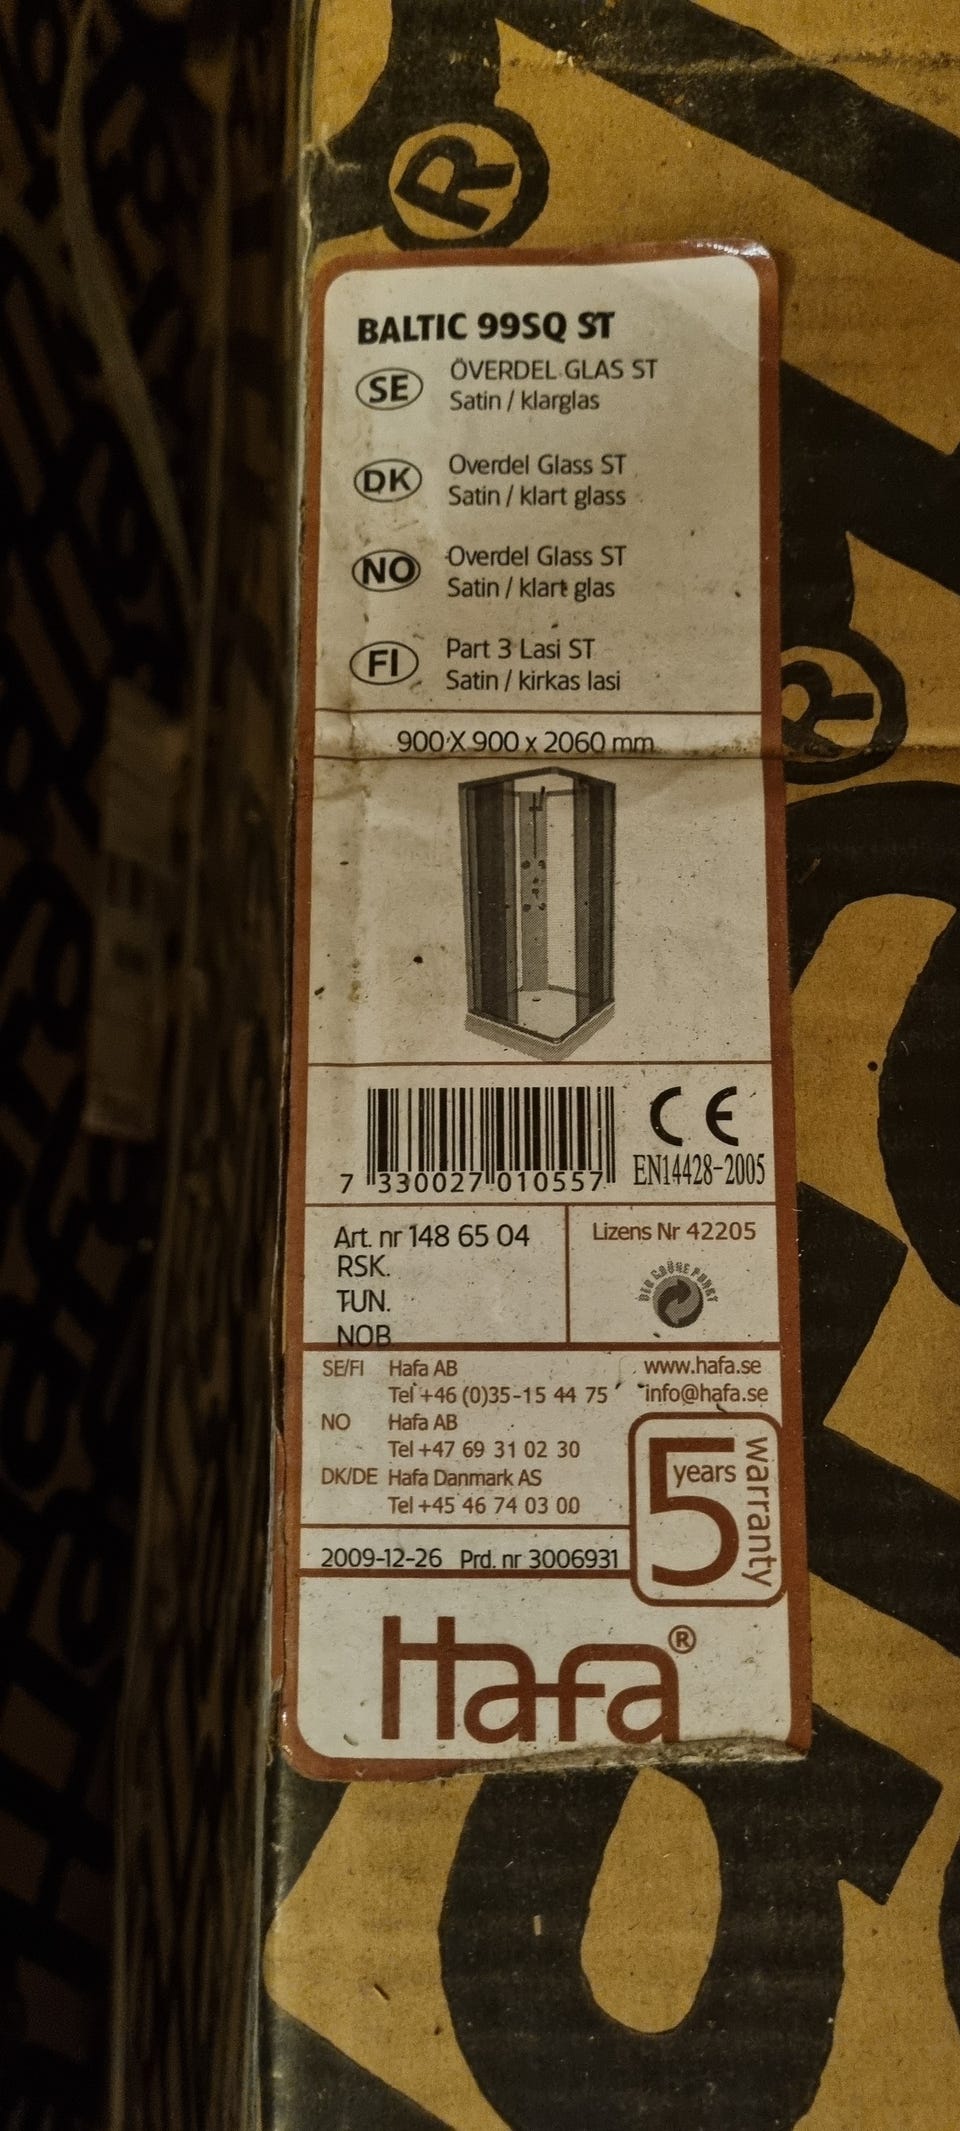 ®
BALTIC 99SQ ST
SE
ÖVERDEL GLAS ST
Satin / klarglas
DK
Overdel Glass ST
Satin / klart glass
NO
Overdel Glass ST
Satin / klart glas
FI
Part 3 Lasi ST
Satin / kirkas lasi
®
900 X 900 x 2060 mm
7 330027 010557
CE
EN14428-2005
Art. nr 148 65 04
RSK.
TUN.
NOB
Lizens Nr 42205
DER GRÜNE PUNKT
SE/FI Hafa AB
Tel +46 (0)35-15 44 75
www.hafa.se
info@hafa.se
NO Hafa AB
Tel +47 69 31 02 30
DK/DE Hafa Danmark AS
Tel +45 46 74 03 00
5 years warranty
2009-12-26 Prd. nr 3006931
Hafa®